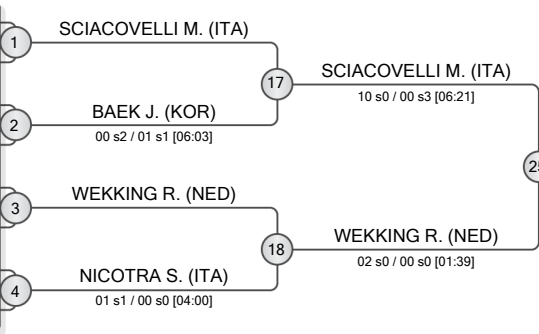 1
SCIACOVELLI M. (ITA)
17
SCIACOVELLI M. (ITA)
10 s0 / 00 s3 [06:21]
2
BAEK J. (KOR)
00 s2 / 01 s1 [06:03]
25
3
WEKKING R. (NED)
18
WEKKING R. (NED)
02 s0 / 00 s0 [01:39]
4
NICOTRA S. (ITA)
01 s1 / 00 s0 [04:00]